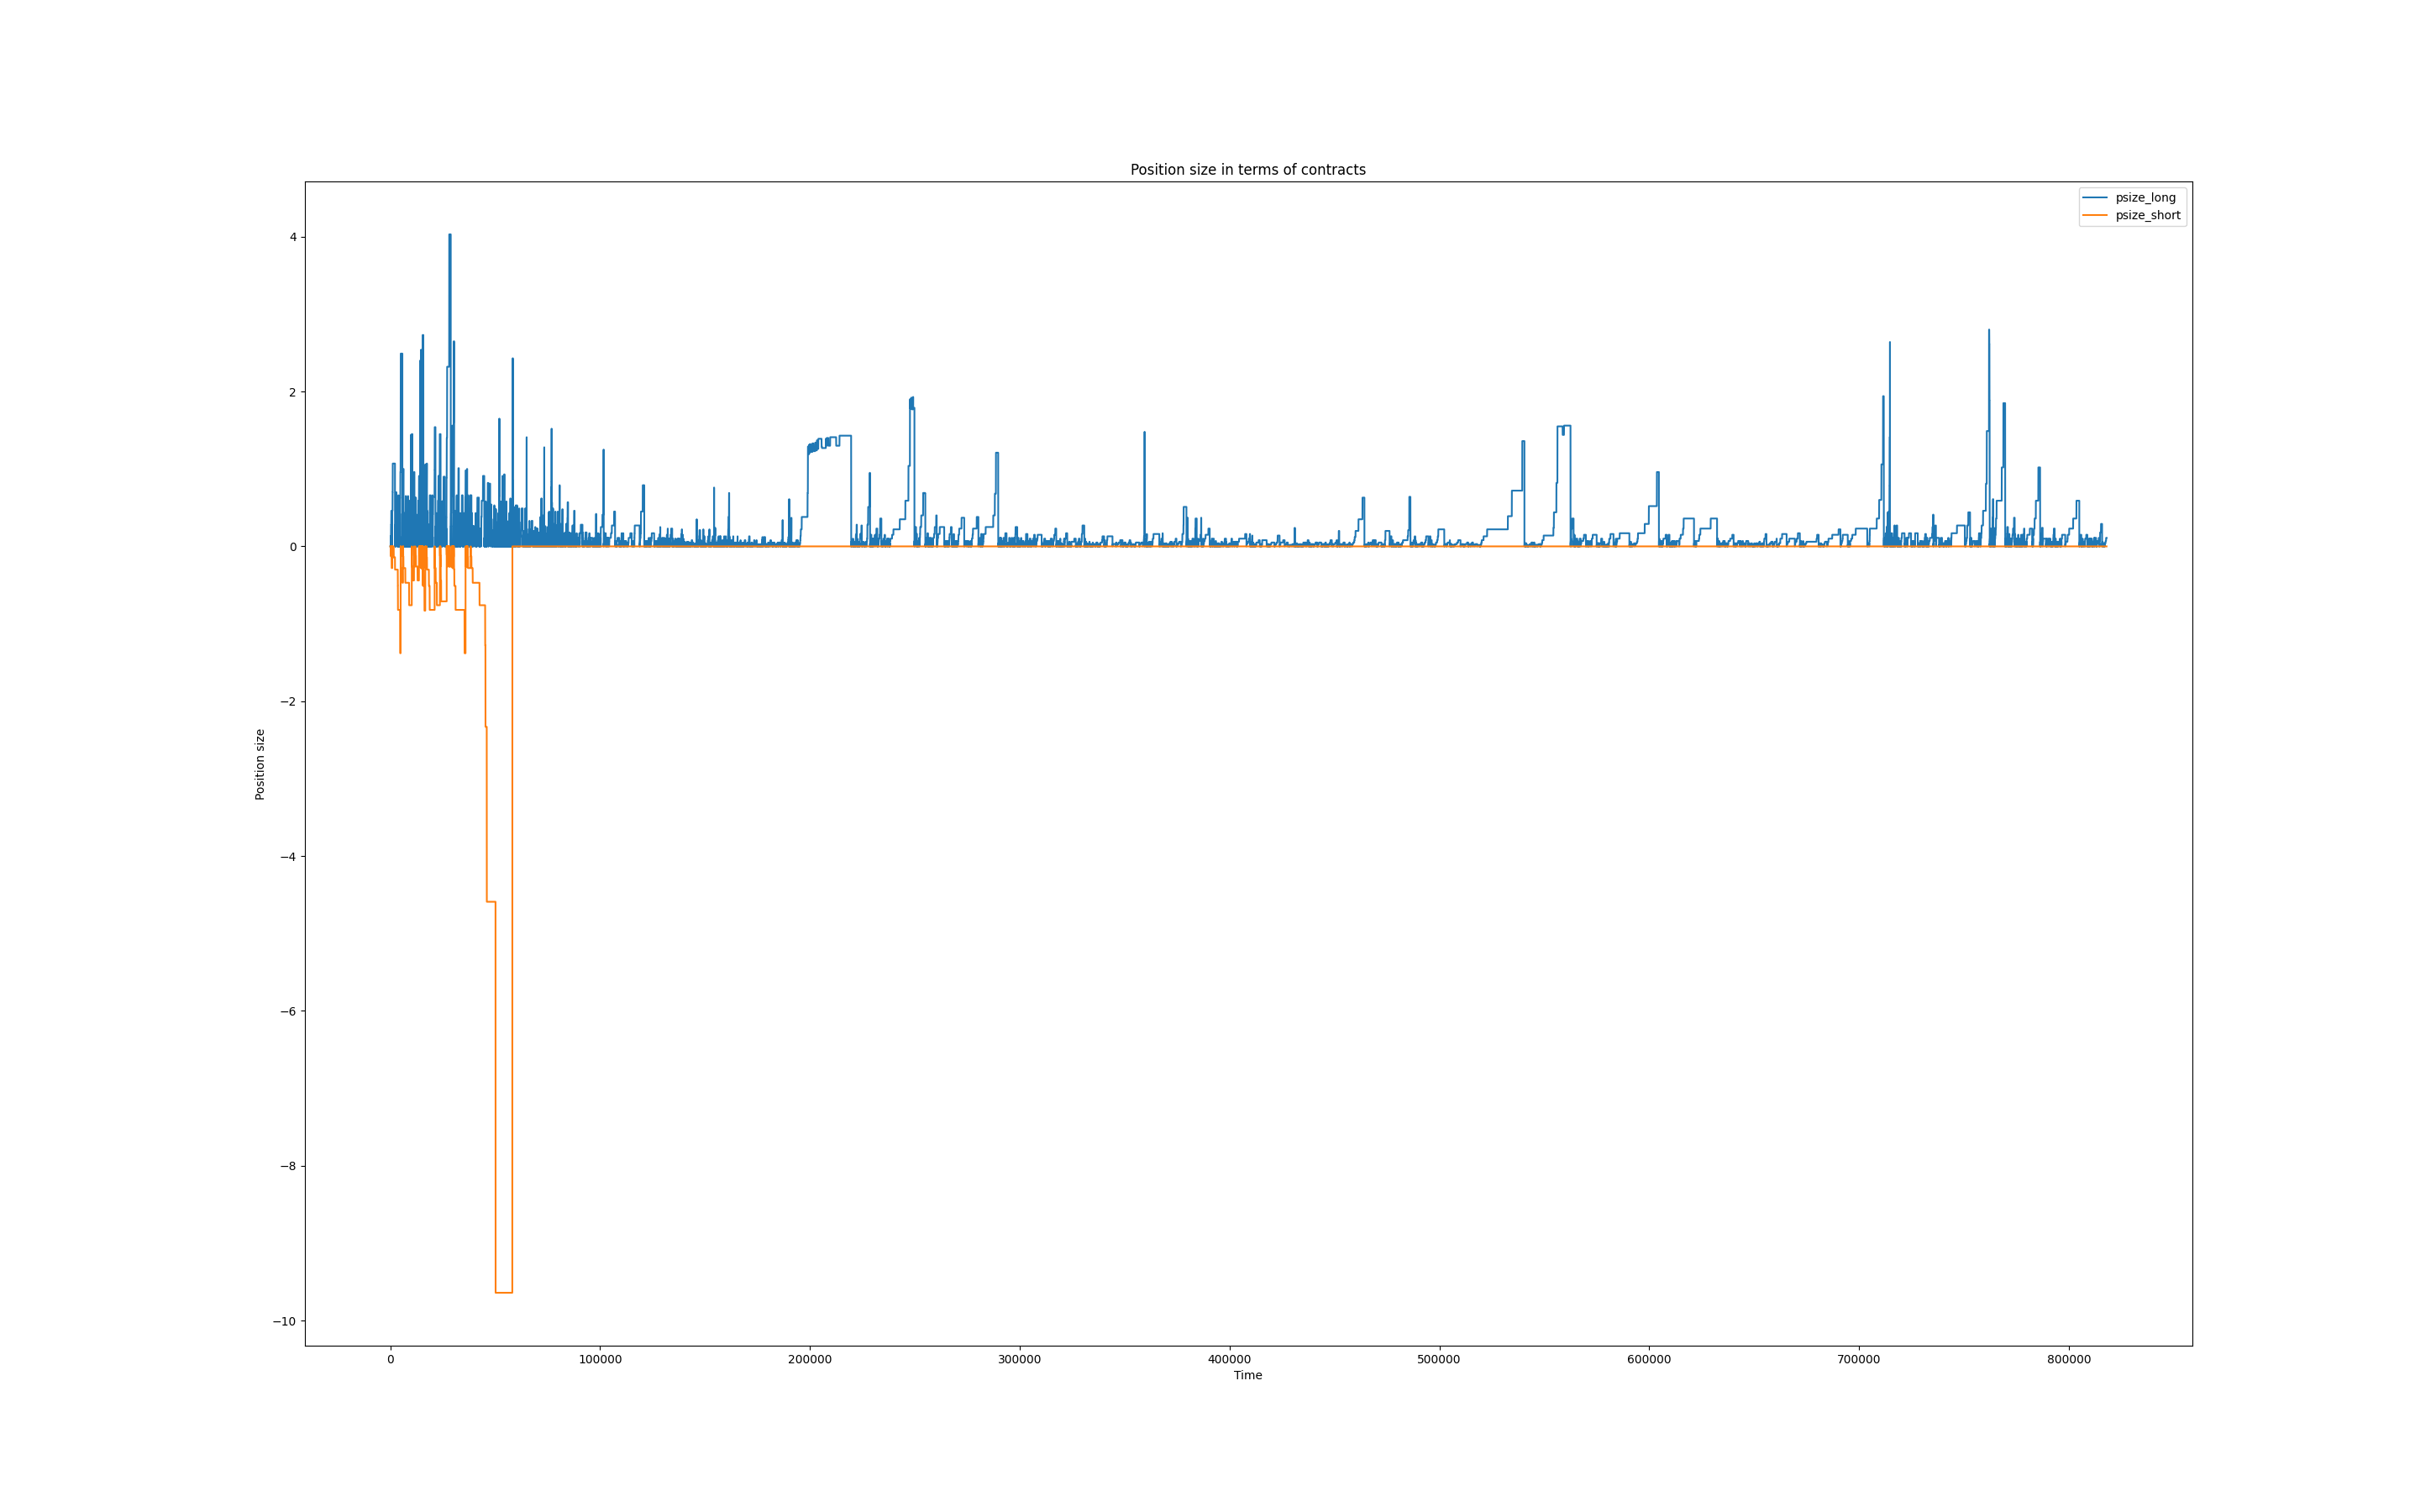 Position size in terms of contracts
psize_long
psize_short
4
2
0
−2
−4
−6
−8
−10
Position size
0 100000 200000 300000 400000 500000 600000 700000 800000
Time